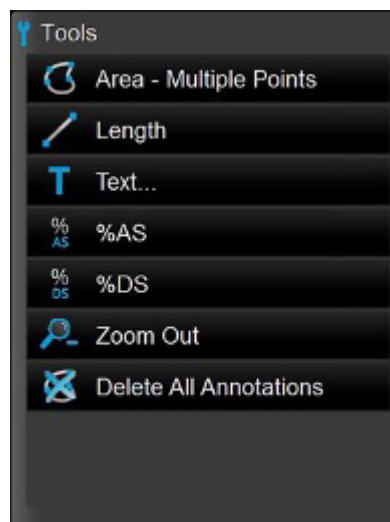 Tools
Area - Multiple Points
Length
T Text...
% AS %AS
% DS %DS
Zoom Out
Delete All Annotations